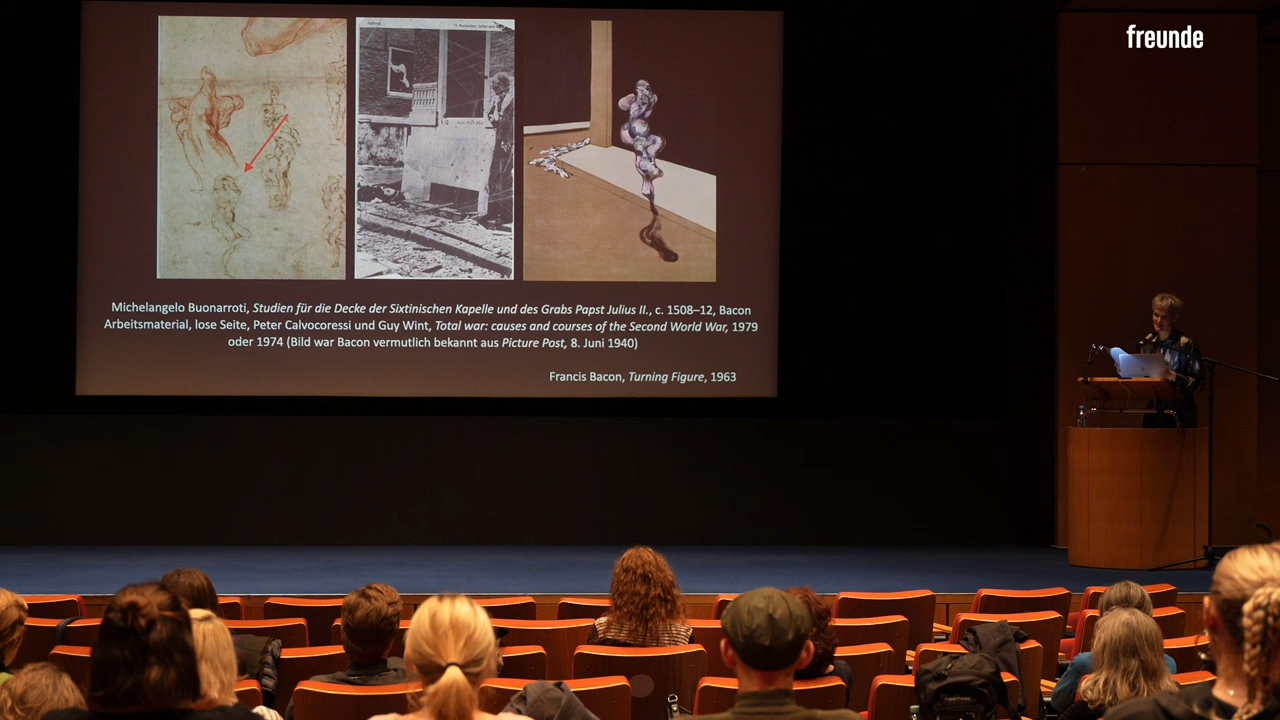 freunde
Michelangelo Buonarroti, Studien für die Decke der Sixtinischen Kapelle und des Grabs Papst Julius II., c. 1508–12, Bacon
Arbeitsmaterial, lose Seite, Peter Calvocoressi und Guy Wint, Total war: causes and courses of the Second World War, 1979
oder 1974 (Bild war Bacon vermutlich bekannt aus Picture Post, 8. Juni 1940)
Francis Bacon, Turning Figure, 1963